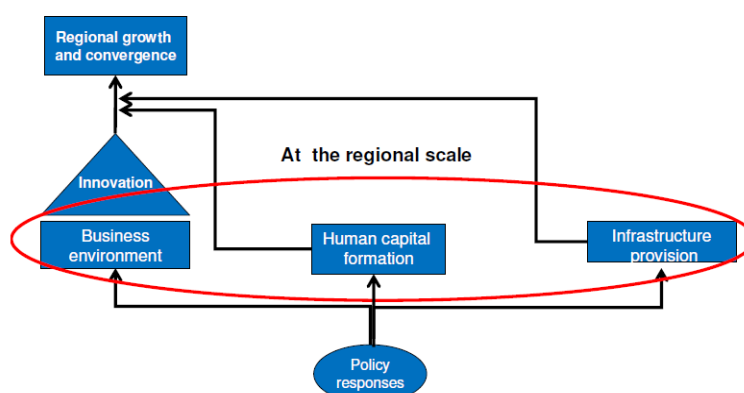 Regional growth
and convergence
At the regional scale
Innovation
Business
environment
Human capital
formation
Infrastructure
provision
Policy
responses